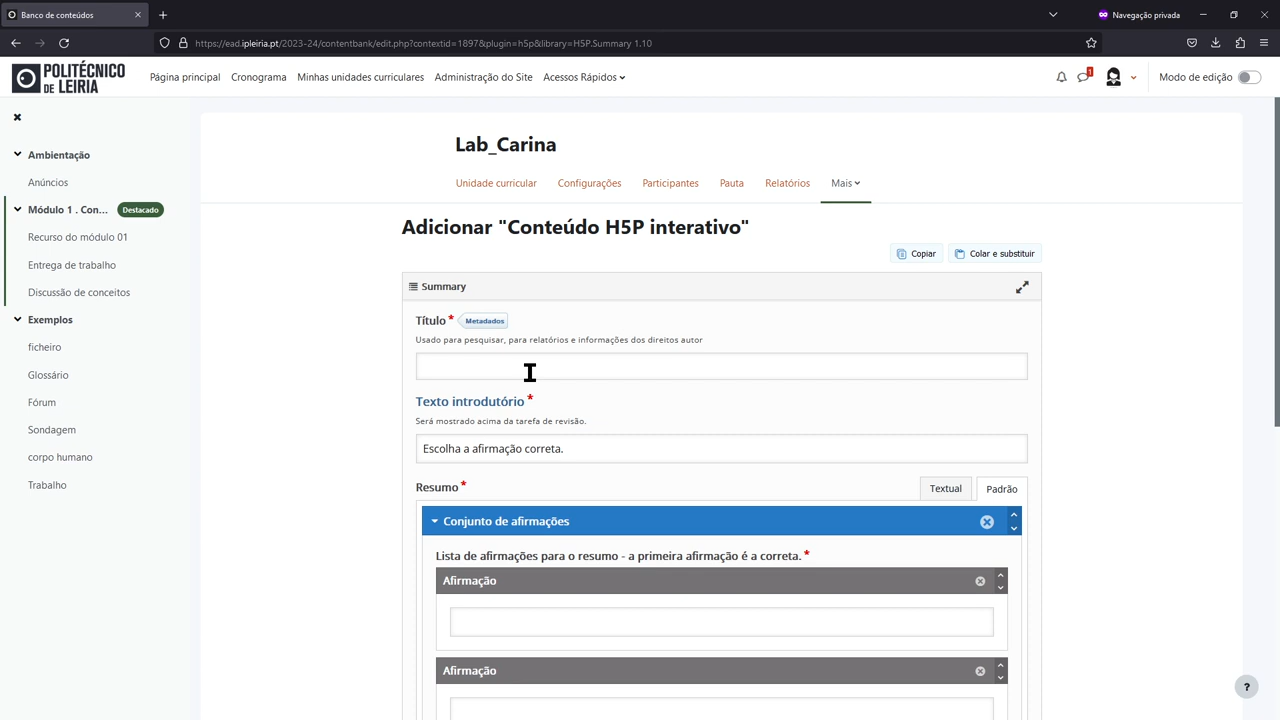 Banco de conteúdos
Navegação privada
https://ead.ipleiria.pt/2023-24/contentbank/edit.php?contextid=1897&plugin=h5p&library=H5P.Summary 1.10
POLITÉCNICO
DE LEIRIA
Página principal
Cronograma
Minhas unidades curriculares
Administração do Site
Acessos Rápidos
1
Modo de edição
Ambientação
Anúncios
Módulo 1 . Con...
Destacado
Recurso do módulo 01
Entrega de trabalho
Discussão de conceitos
Exemplos
ficheiro
Glossário
Fórum
Sondagem
corpo humano
Trabalho
Lab_Carina
Unidade curricular
Configurações
Participantes
Pauta
Relatórios
Mais
Adicionar "Conteúdo H5P interativo"
Copiar
Colar e substituir
Summary
Título *
Metadados
Usado para pesquisar, para relatórios e informações dos direitos autor
Texto introdutório *
Será mostrado acima da tarefa de revisão.
Escolha a afirmação correta.
Resumo *
Textual
Padrão
Conjunto de afirmações
Lista de afirmações para o resumo - a primeira afirmação é a correta. *
Afirmação
Afirmação
?